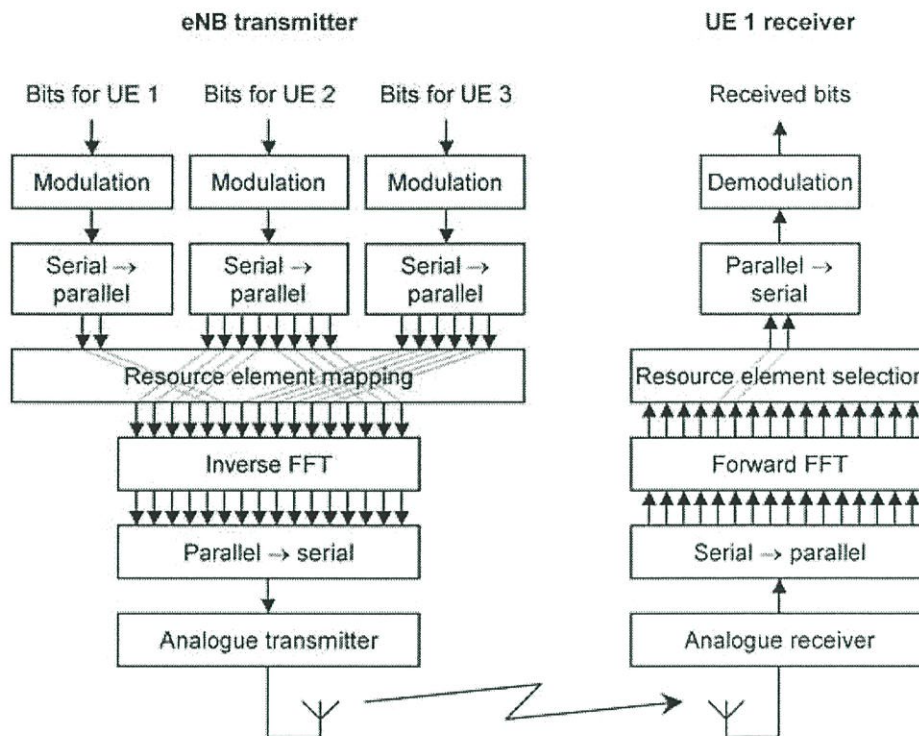 eNB transmitter
UE 1 receiver
Bits for UE 1
Bits for UE 2
Bits for UE 3
Received bits
Modulation
Modulation
Modulation
Demodulation
Serial →
parallel
Serial →
parallel
Serial →
parallel
Parallel →
serial
Resource element mapping
Resource element selection
Inverse FFT
Forward FFT
Parallel → serial
Serial → parallel
Analogue transmitter
Analogue receiver